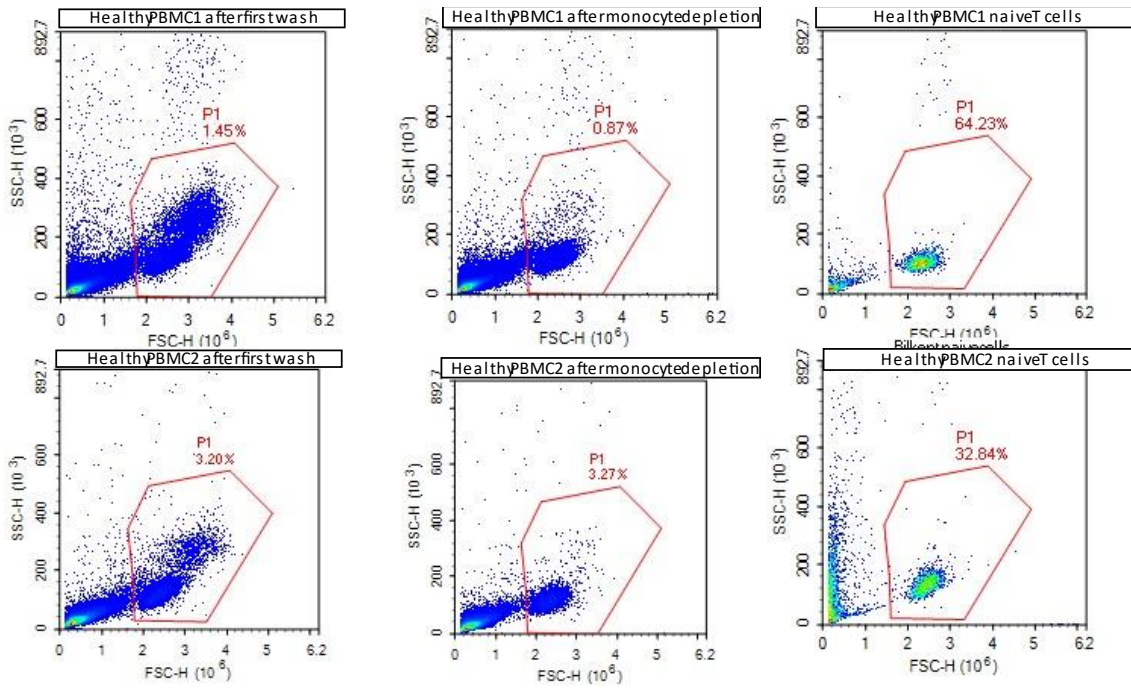 HealthyPBMC1 afterfirst wash
892.7
600
400
200
0
SSC-H (10³)
P1
1.45%
0 1 2 3 4 5 6.2
FSC-H (10⁶)
HealthyPBMC1 aftermonocytedepletion
892.7
600
400
200
0
SSC-H (10³)
P1
0.87%
0 1 2 3 4 5 6.2
FSC-H (10⁶)
HealthyPBMC1 naiveT cells
892.7
600
400
200
0
SSC-H (10³)
P1
64.23%
0 1 2 3 4 5 6.2
FSC-H (10⁶)
HealthyPBMC2 afterfirst wash
892.7
600
400
200
0
SSC-H (10³)
P1
3.20%
0 1 2 3 4 5 6.2
FSC-H (10⁶)
HealthyPBMC2 aftermonocytedepletion
892.7
600
400
200
0
SSC-H (10³)
P1
3.27%
0 1 2 3 4 5 6.2
FSC-H (10⁶)
Bilkentnaivecells
HealthyPBMC2 naiveT cells
892.7
600
400
200
0
SSC-H (10³)
P1
32.84%
0 1 2 3 4 5 6.2
FSC-H (10⁶)